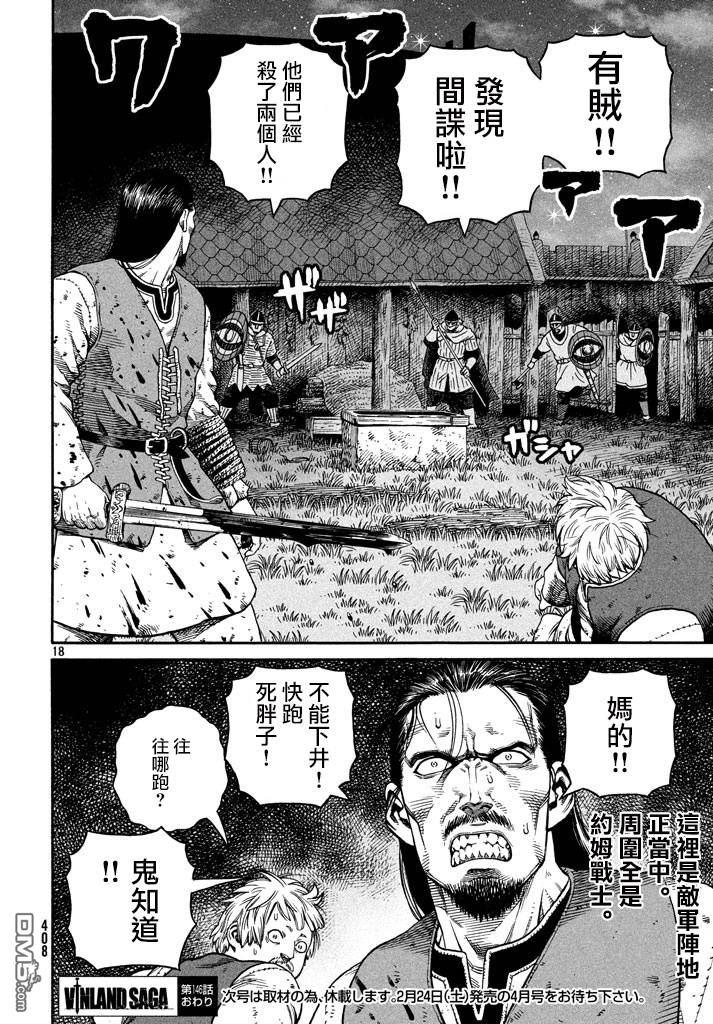 有賊!!
發現
間諜啦!!
他們已經
殺了兩個人!!
ワアアア
ザザ
ガシャ
18
媽的!!
不能下井!
快跑
死胖子!
往
往哪跑?
鬼知道
!!
這裡是敵軍陣地
正當中。
周圍全是
約姆戰士。
408
DM5.com
VINLAND SAGA
第146話
おわり
次号は取材の為、休載します。2月24日(土)発売の4月号をお待ち下さい。